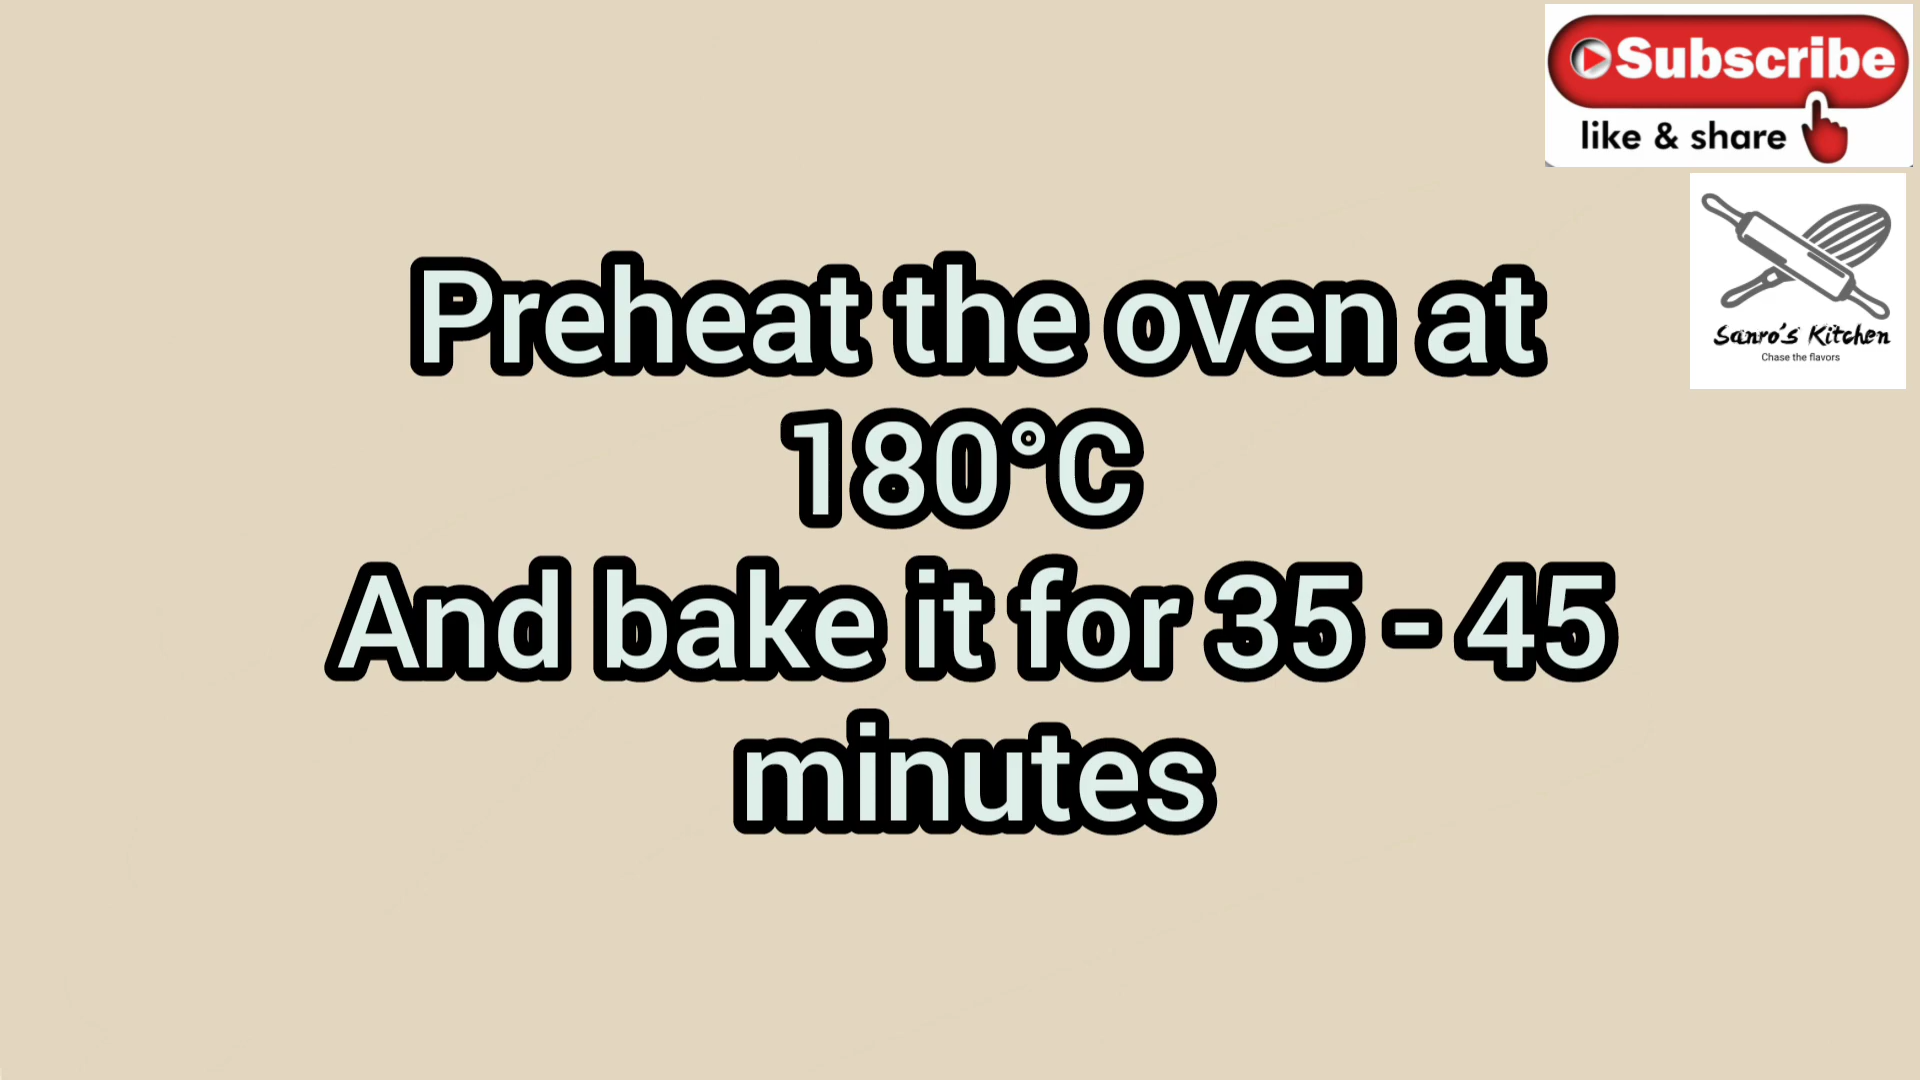 Subscribe
like & share
Sanro's Kitchen
Chase the flavors
Preheat the oven at
180°C
And bake it for 35 - 45
minutes